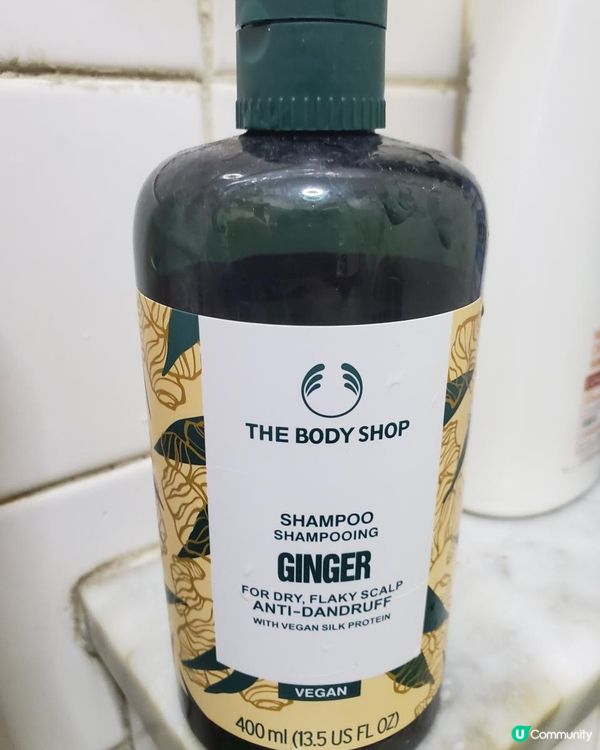 THE BODY SHOP
SHAMPOO
SHAMPOOING
GINGER
FOR DRY, FLAKY SCALP
ANTI-DANDRUFF
WITH VEGAN SILK PROTEIN
VEGAN
400 ml (13.5 US FL OZ)
U Community